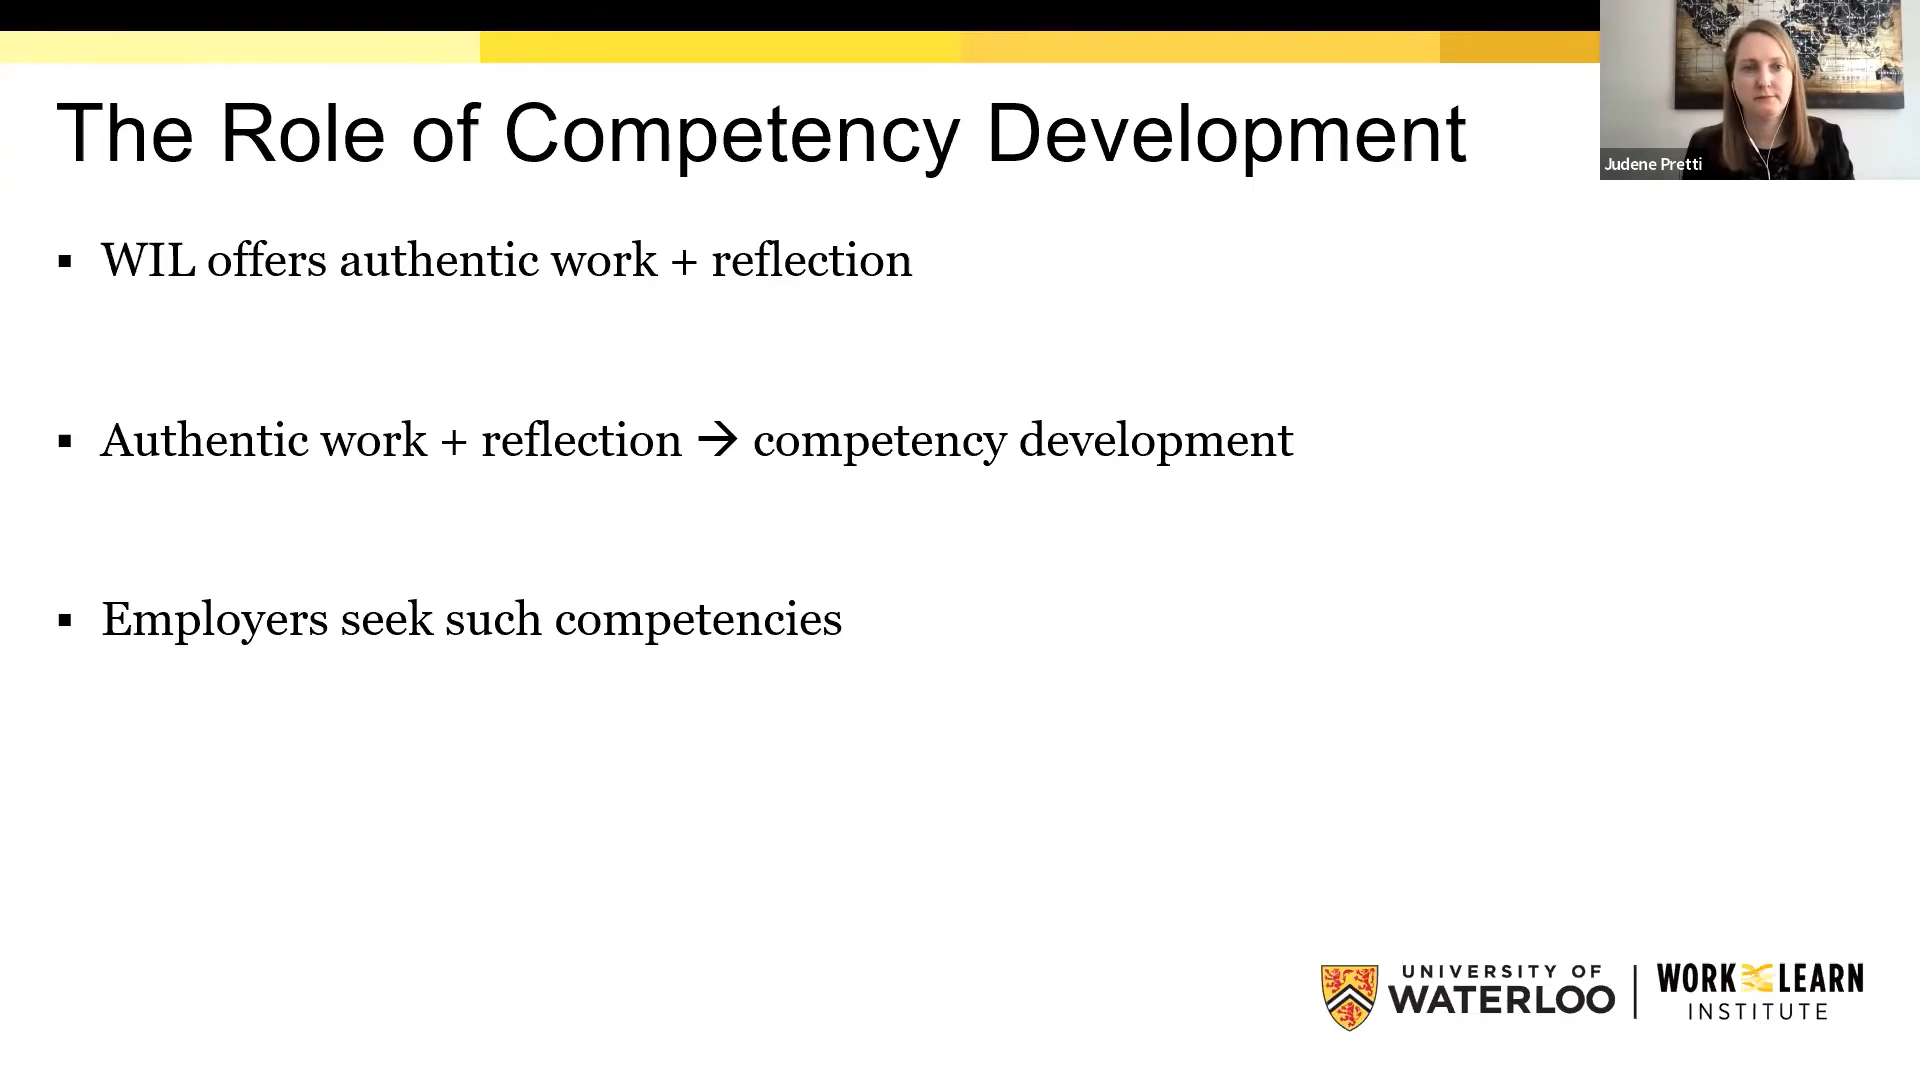 The Role of Competency Development
Judene Pretti
▪ WIL offers authentic work + reflection
▪ Authentic work + reflection → competency development
▪ Employers seek such competencies
UNIVERSITY OF
WATERLOO
WORK LEARN
INSTITUTE